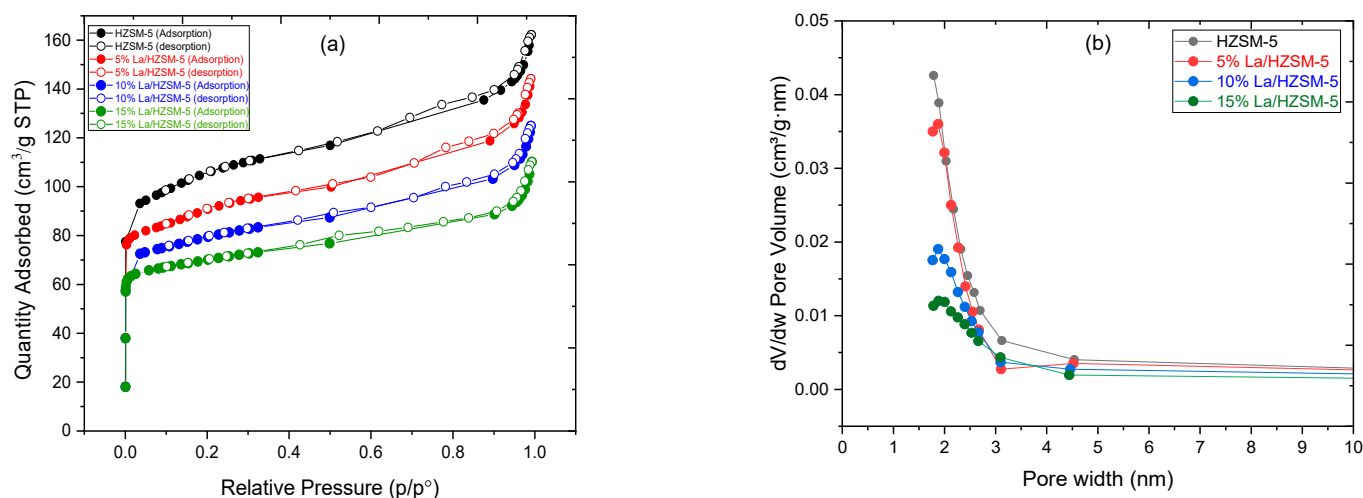 (a)
HZSM-5 (Adsorption)
HZSM-5 (desorption)
5% La/HZSM-5 (Adsorption)
5% La/HZSM-5 (desorption)
10% La/HZSM-5 (Adsorption)
10% La/HZSM-5 (desorption)
15% La/HZSM-5 (Adsorption)
15% La/HZSM-5 (desorption)
Quantity Adsorbed (cm³/g STP)
160
140
120
100
80
60
40
20
0
0.0 0.2 0.4 0.6 0.8 1.0
Relative Pressure (p/p°)
(b)
HZSM-5
5% La/HZSM-5
10% La/HZSM-5
15% La/HZSM-5
dV/dw Pore Volume (cm³/g·nm)
0.05
0.04
0.03
0.02
0.01
0.00
0 1 2 3 4 5 6 7 8 9 10
Pore width (nm)